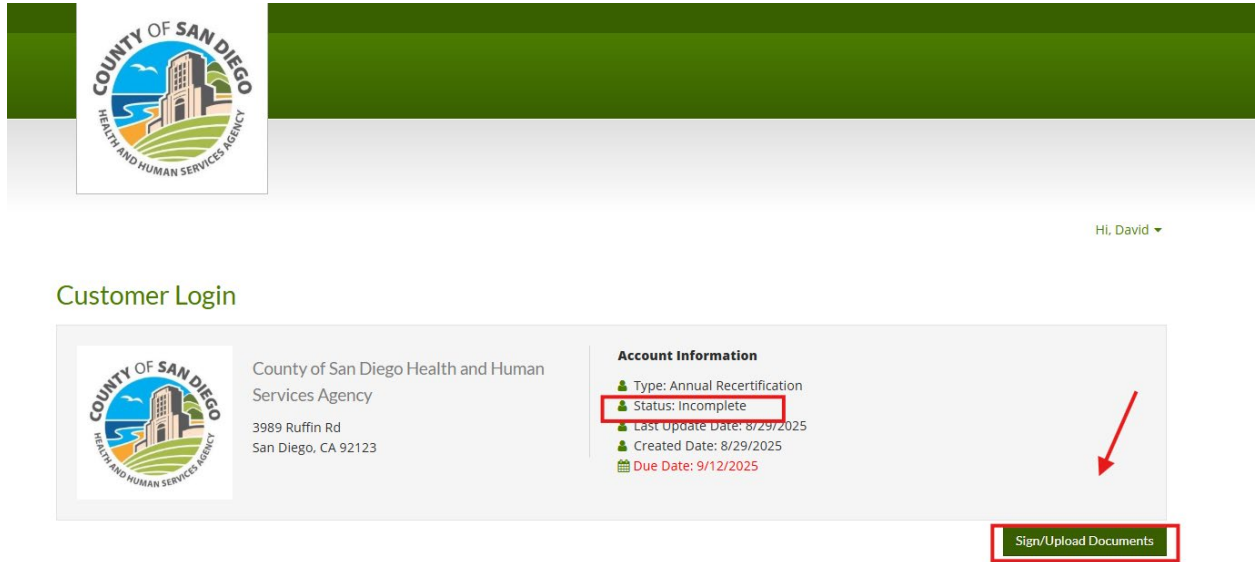 COUNTY OF SAN DIEGO
HEALTH AND HUMAN SERVICES AGENCY
Hi, David
Customer Login
COUNTY OF SAN DIEGO
HEALTH AND HUMAN SERVICES AGENCY
County of San Diego Health and Human
Services Agency
3989 Ruffin Rd
San Diego, CA 92123
Account Information
Type: Annual Recertification
Status: Incomplete
Last Update Date: 8/29/2025
Created Date: 8/29/2025
Due Date: 9/12/2025
Sign/Upload Documents